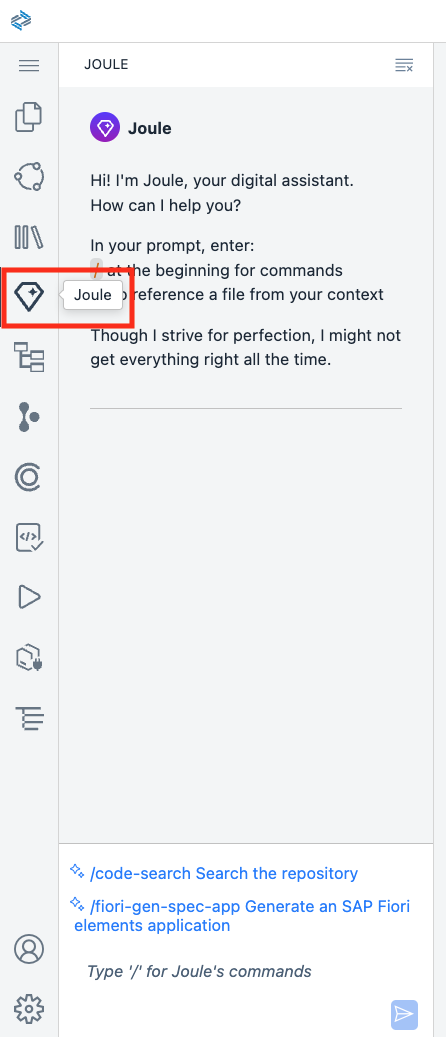 JOULE
Joule
Hi! I'm Joule, your digital assistant.
How can I help you?
In your prompt, enter:
/ at the beginning for commands
reference a file from your context
Joule
Though I strive for perfection, I might not
get everything right all the time.
/code-search Search the repository
/fiori-gen-spec-app Generate an SAP Fiori
elements application
Type '/' for Joule's commands